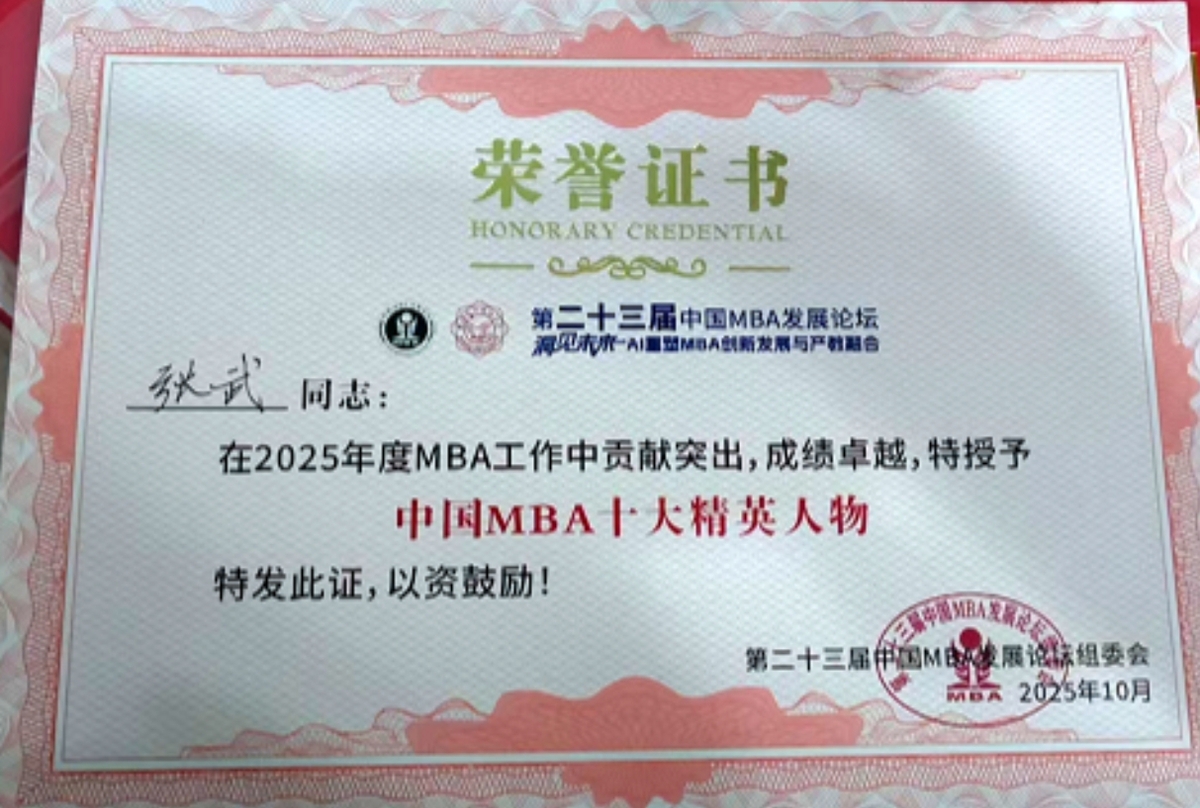 荣誉证书
HONORARY CREDENTIAL
第二十三届中国MBA发展论坛
洞见未来-AI重塑MBA创新发展与产教融合
张武 同志：
在2025年度MBA工作中贡献突出，成绩卓越，特授予
中国MBA十大精英人物
特发此证，以资鼓励！
第二十三届中国MBA发展论坛组委会
2025年10月
MBA